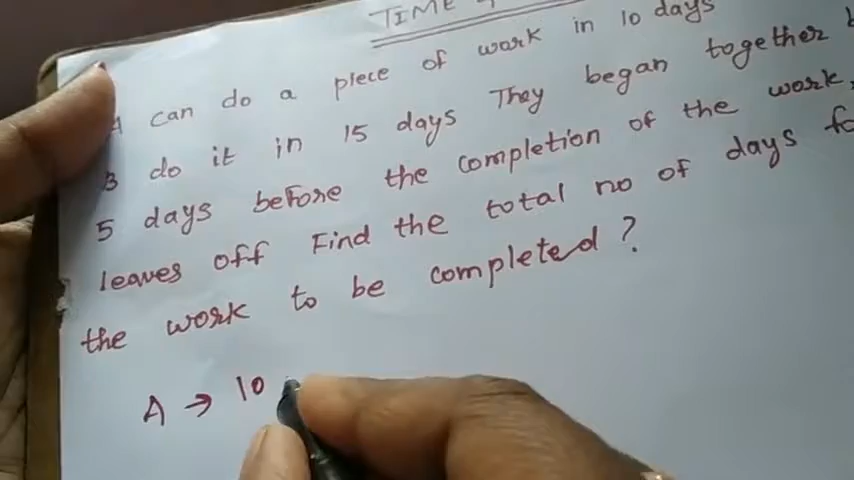 TIME
A can do a piece of work in 10 days
B do it in 15 days They began together
5 days before the completion of the work.
leaves off Find the total no of days
the work to be completed ?
A → 10